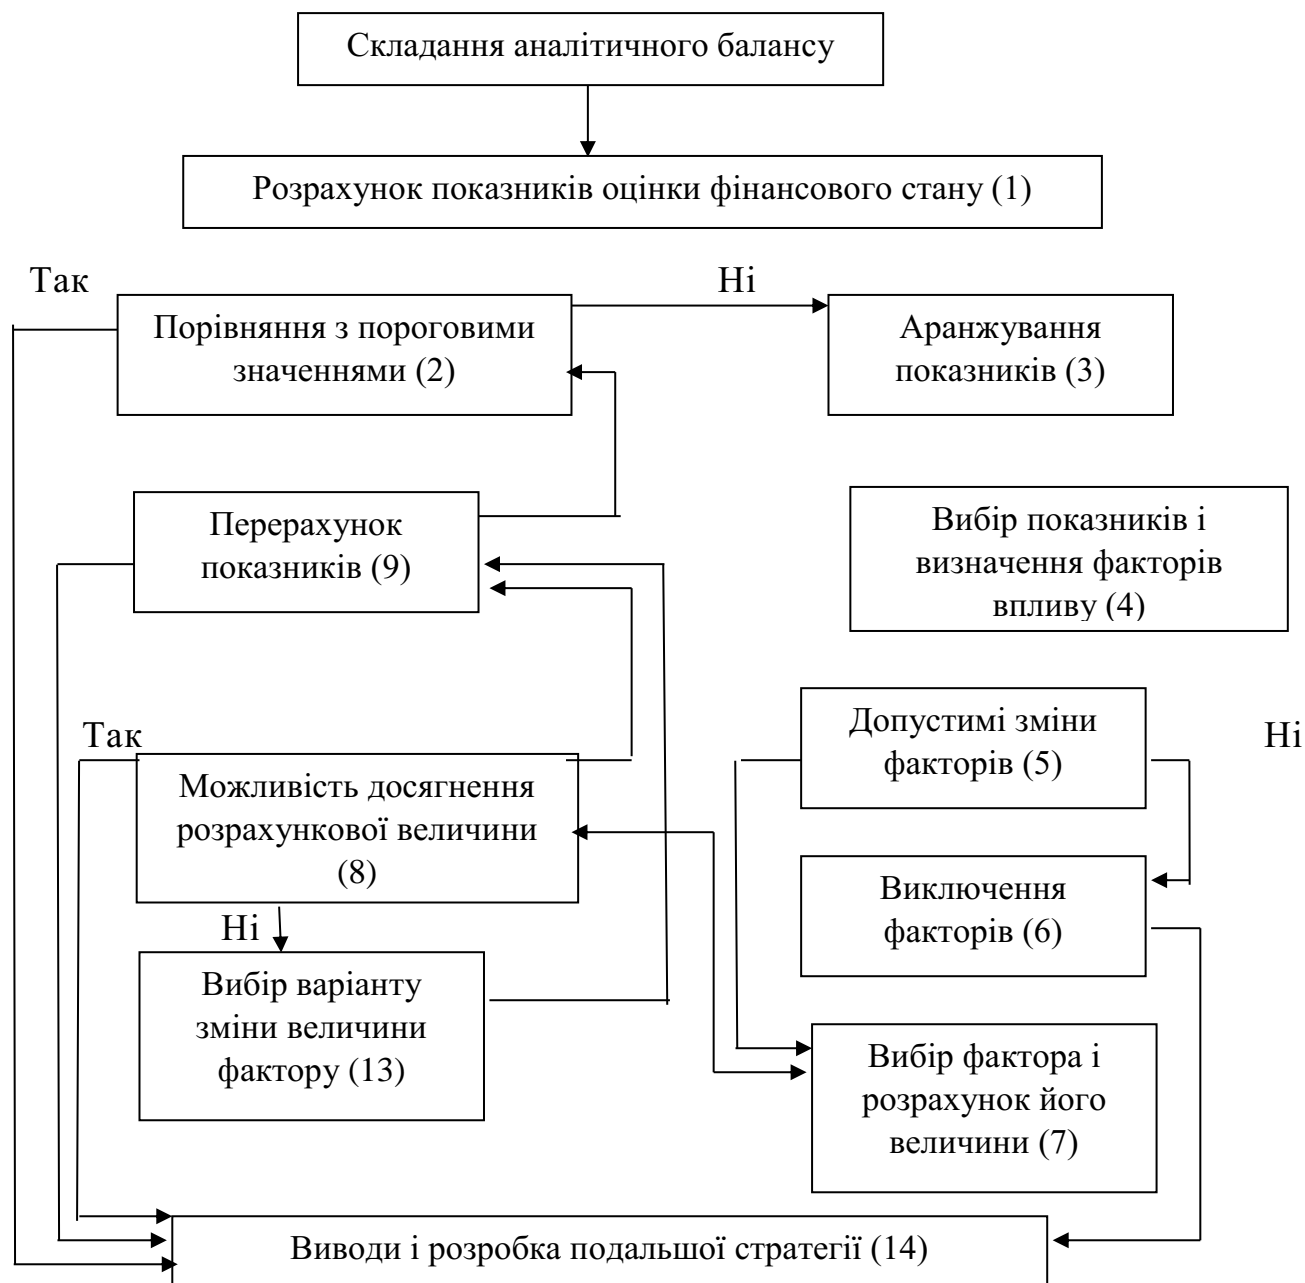 Складання аналітичного балансу
Розрахунок показників оцінки фінансового стану (1)
Так
Ні
Порівняння з пороговими
значеннями (2)
Аранжування
показників (3)
Перерахунок
показників (9)
Вибір показників і
визначення факторів
впливу (4)
Так
Допустимі зміни
факторів (5)
Ні
Можливість досягнення
розрахункової величини
(8)
Виключення
факторів (6)
Ні
Вибір варіанту
зміни величини
фактору (13)
Вибір фактора і
розрахунок його
величини (7)
Виводи і розробка подальшої стратегії (14)